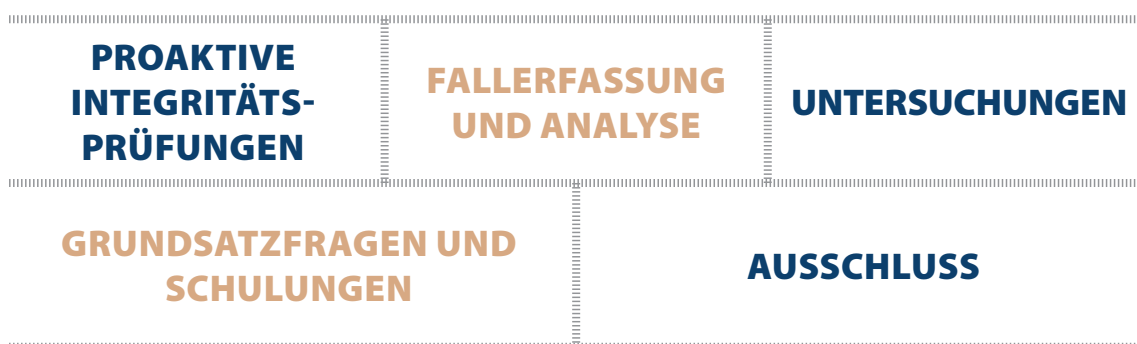 PROAKTIVE
INTEGRITÄTS-
PRÜFUNGEN
FALLERFASSUNG
UND ANALYSE
UNTERSUCHUNGEN
GRUNDSATZFRAGEN UND
SCHULUNGEN
AUSSCHLUSS